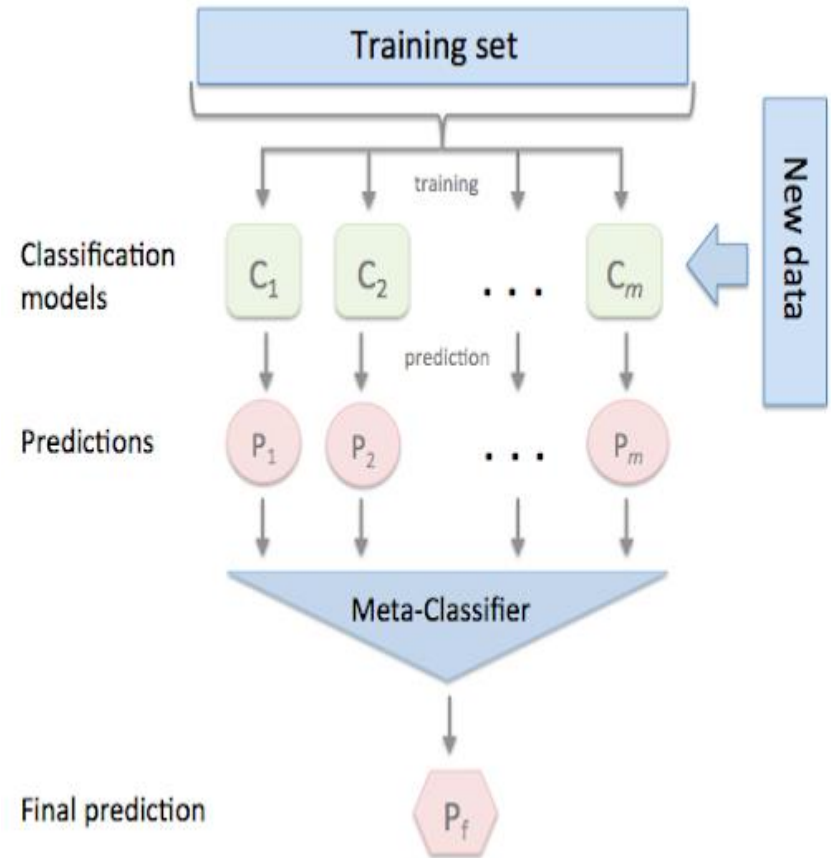 Training set
training
New data
Classification
models
C1 C2 . . . Cm
prediction
Predictions
P1 P2 . . . Pm
Meta-Classifier
Final prediction
Pf